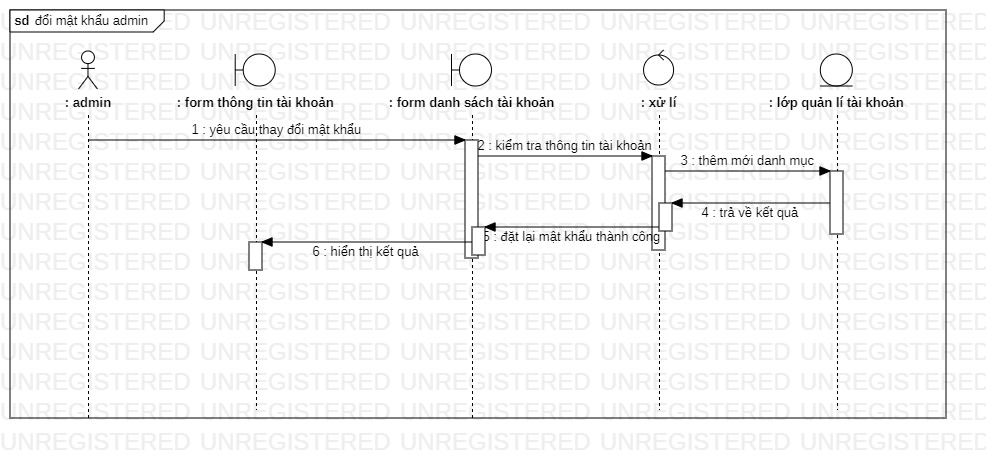 sd đổi mật khẩu admin
: admin
: form thông tin tài khoản
: form danh sách tài khoản
: xử lí
: lớp quản lí tài khoản
1 : yêu cầu thay đổi mật khẩu
2 : kiểm tra thông tin tài khoản
3 : thêm mới danh mục
4 : trả về kết quả
5 : đặt lại mật khẩu thành công
6 : hiển thị kết quả
UNREGISTERED UNREGISTERED UNREGISTERED UNREGISTERED UNREGISTERED